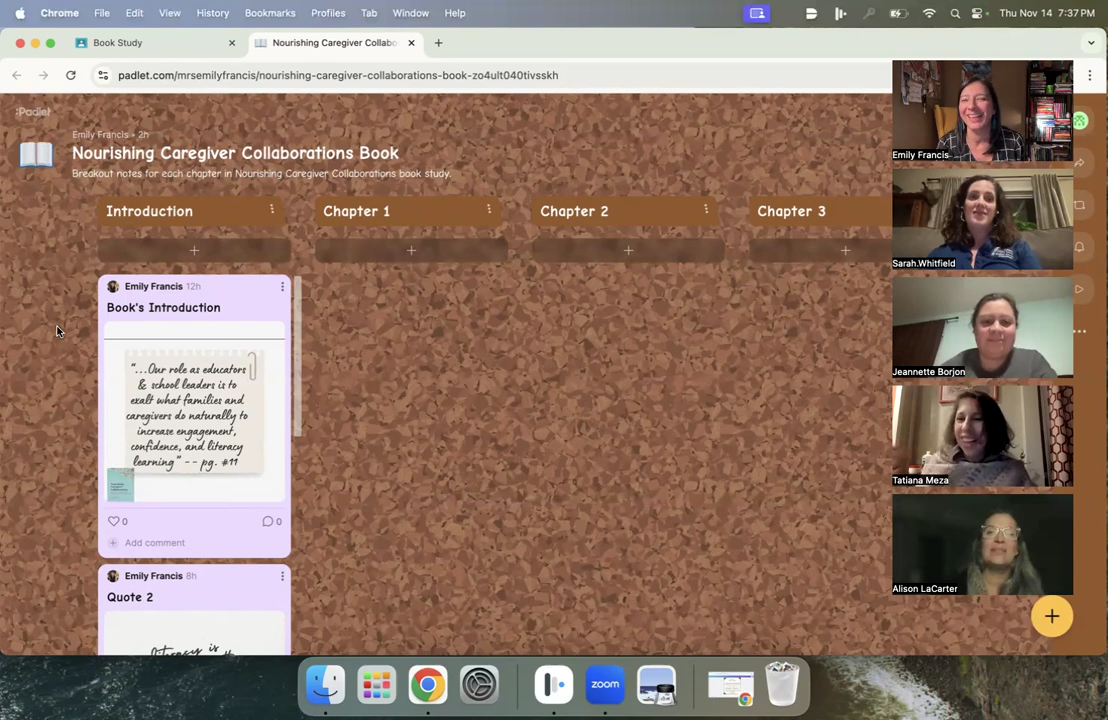 Chrome File Edit View History Bookmarks Profiles Tab Window Help Thu Nov 14 7:37 PM
Book Study
Nourishing Caregiver Collabo
padlet.com/mrsemilyfrancis/nourishing-caregiver-collaborations-book-zo4ult040tivsskh
:Padlet
Emily Francis • 2h
Nourishing Caregiver Collaborations Book
Breakout notes for each chapter in Nourishing Caregiver Collaborations book study.
Introduction
Chapter 1
Chapter 2
Chapter 3
Emily Francis 12h
Book's Introduction
"...Our role as educators
& school leaders is to
exalt what families and
caregivers do naturally to
increase engagement,
confidence, and literacy
learning" -- pg. #11
0
0
Add comment
Emily Francis 8h
Quote 2
Literacy is
Emily Francis
Sarah.Whitfield
Jeannette Borjon
Tatiana Meza
Alison LaCarter
zoom